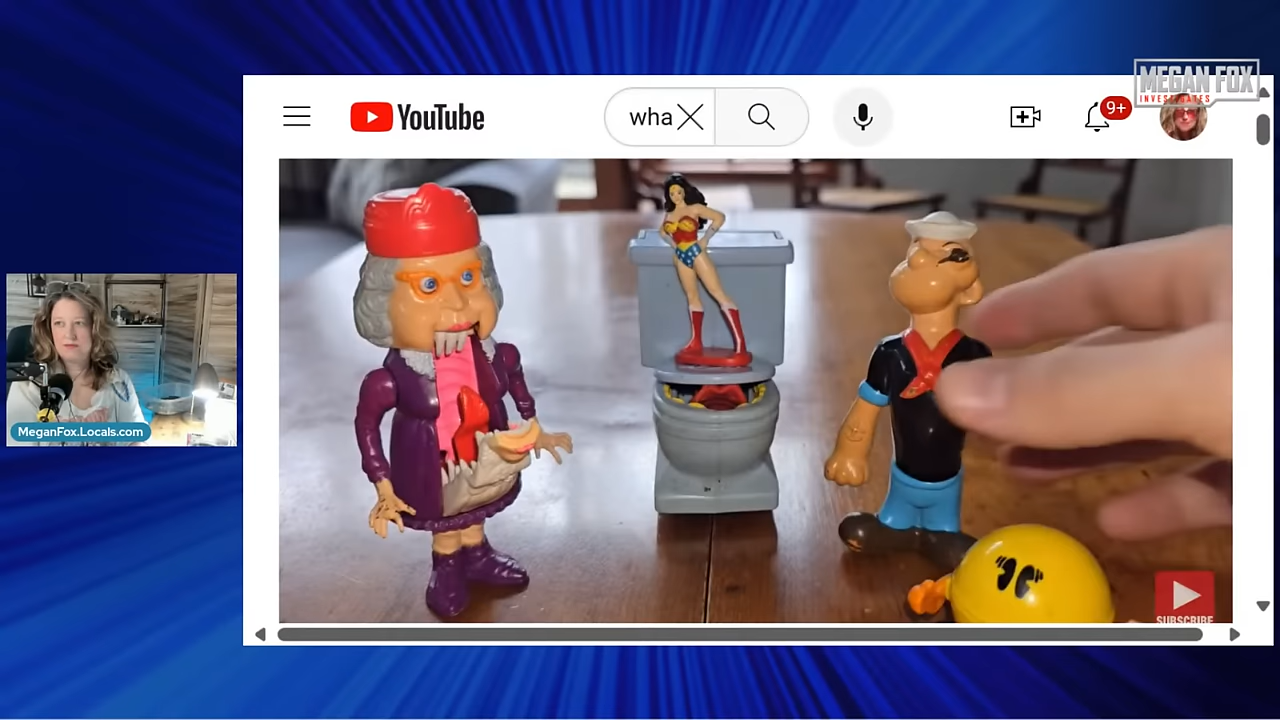 MEGAN FOX
INVESTIGATES
YouTube
wha
9+
MeganFox.Locals.com
SUBSCRIBE